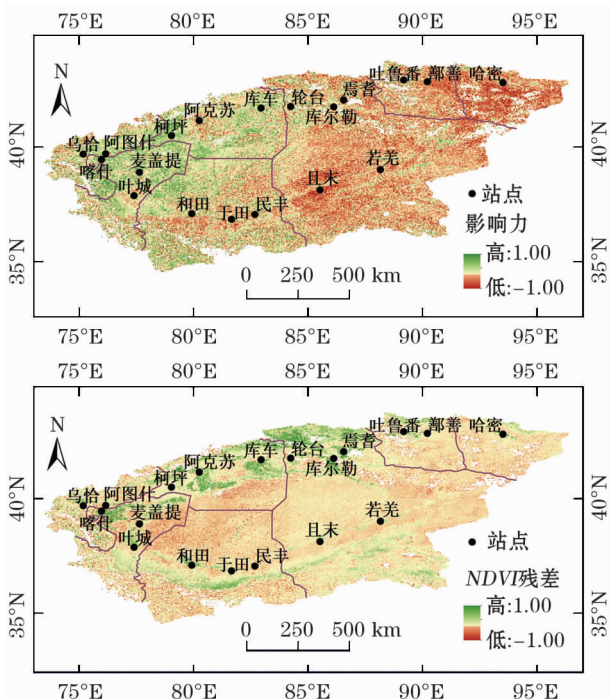 75°E 80°E 85°E 90°E 95°E
N
吐鲁番 鄯善 哈密
焉耆
库车 轮台
库尔勒
阿克苏
柯坪
乌恰 阿图什
喀什 麦盖提
叶城
40°N 40°N
若羌
且末
和田 于田 民丰
站点
影响力
高:1.00
低:-1.00
0 250 500 km
35°N 35°N
75°E 80°E 85°E 90°E 95°E
75°E 80°E 85°E 90°E 95°E
N
吐鲁番 鄯善 哈密
焉耆
库车 轮台
库尔勒
阿克苏
柯坪
乌恰 阿图什
喀什 麦盖提
叶城
40°N 40°N
若羌
且末
和田 于田 民丰
站点
NDVI残差
高:1.00
低:-1.00
0 250 500 km
35°N 35°N
75°E 80°E 85°E 90°E 95°E